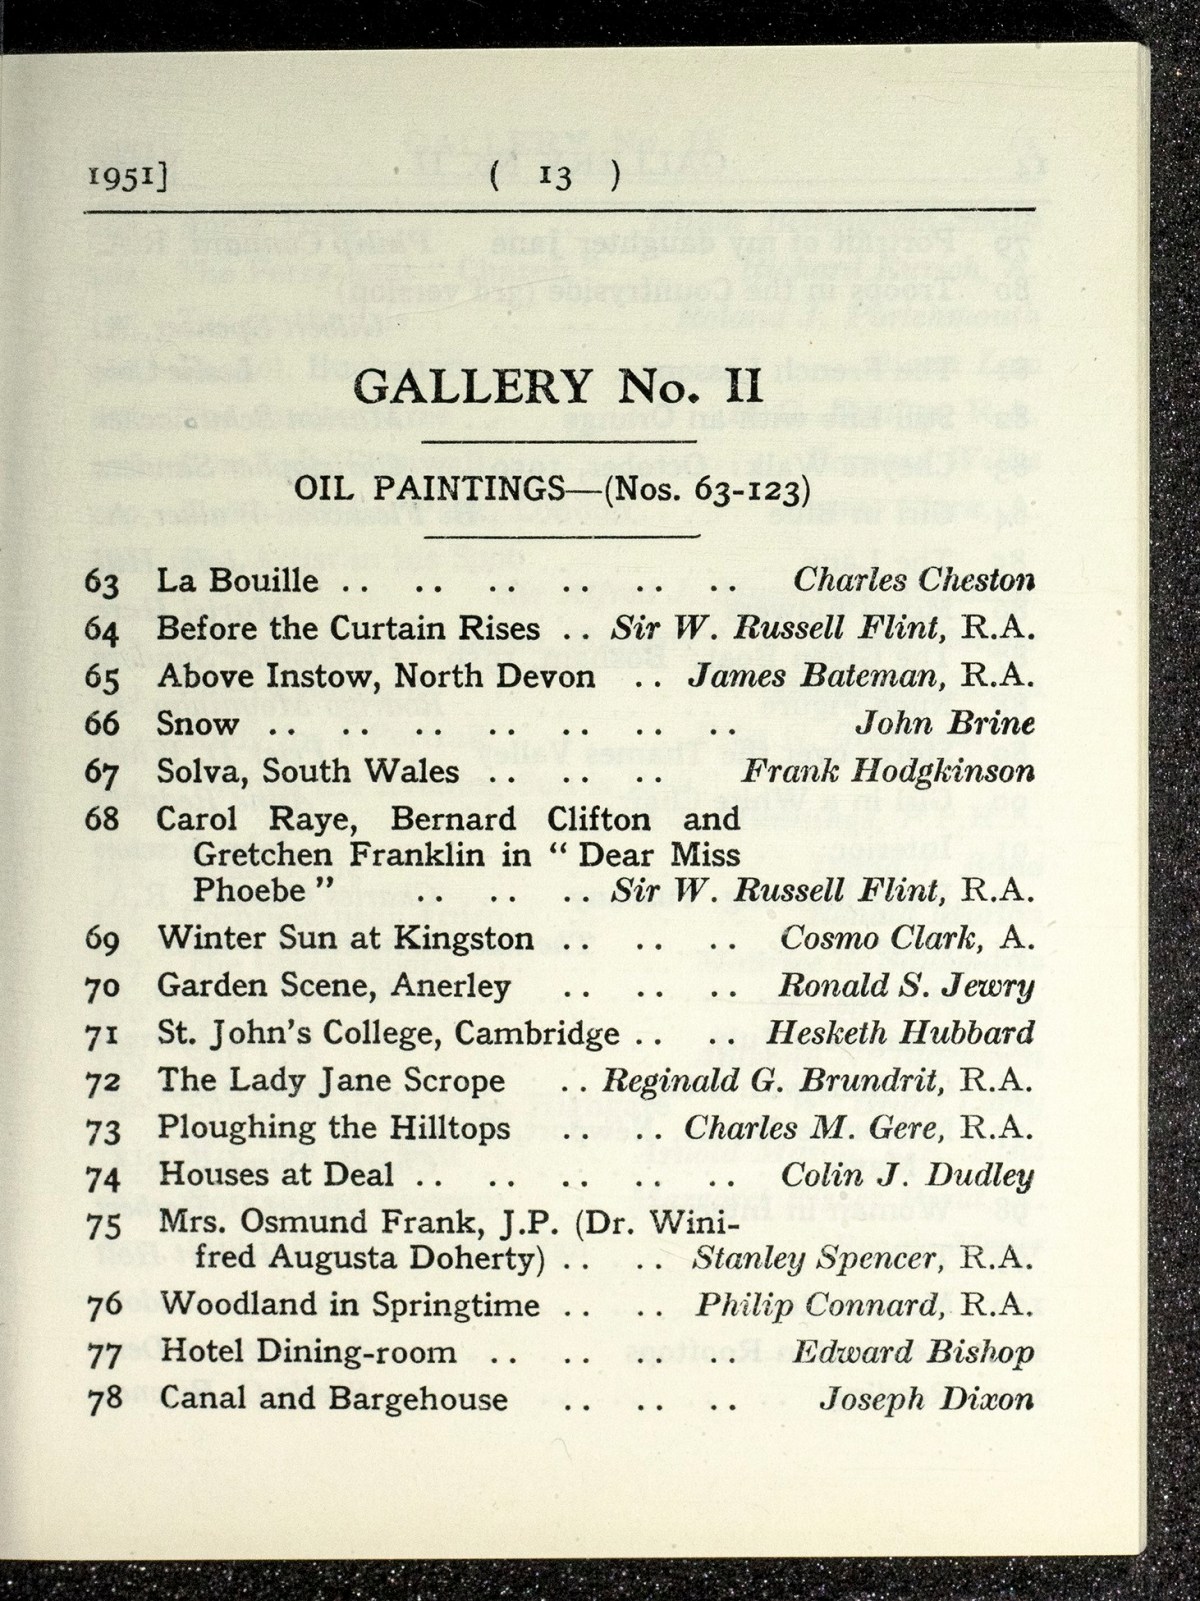 1951] ( 13 )
GALLERY No. II
OIL PAINTINGS—(Nos. 63-123)
63 La Bouille .. .. .. .. .. .. Charles Cheston
64 Before the Curtain Rises .. Sir W. Russell Flint, R.A.
65 Above Instow, North Devon .. James Bateman, R.A.
66 Snow .. .. .. .. .. .. .. John Brine
67 Solva, South Wales .. .. .. Frank Hodgkinson
68 Carol Raye, Bernard Clifton and
Gretchen Franklin in “ Dear Miss
Phoebe ” .. .. .. Sir W. Russell Flint, R.A.
69 Winter Sun at Kingston .. .. .. Cosmo Clark, A.
70 Garden Scene, Anerley .. .. .. Ronald S. Jewry
71 St. John's College, Cambridge .. .. Hesketh Hubbard
72 The Lady Jane Scrope .. Reginald G. Brundrit, R.A.
73 Ploughing the Hilltops .. .. Charles M. Gere, R.A.
74 Houses at Deal .. .. .. .. .. Colin J. Dudley
75 Mrs. Osmund Frank, J.P. (Dr. Wini-
fred Augusta Doherty) .. .. Stanley Spencer, R.A.
76 Woodland in Springtime .. .. Philip Connard, R.A.
77 Hotel Dining-room .. .. .. .. Edward Bishop
78 Canal and Bargehouse .. .. .. Joseph Dixon